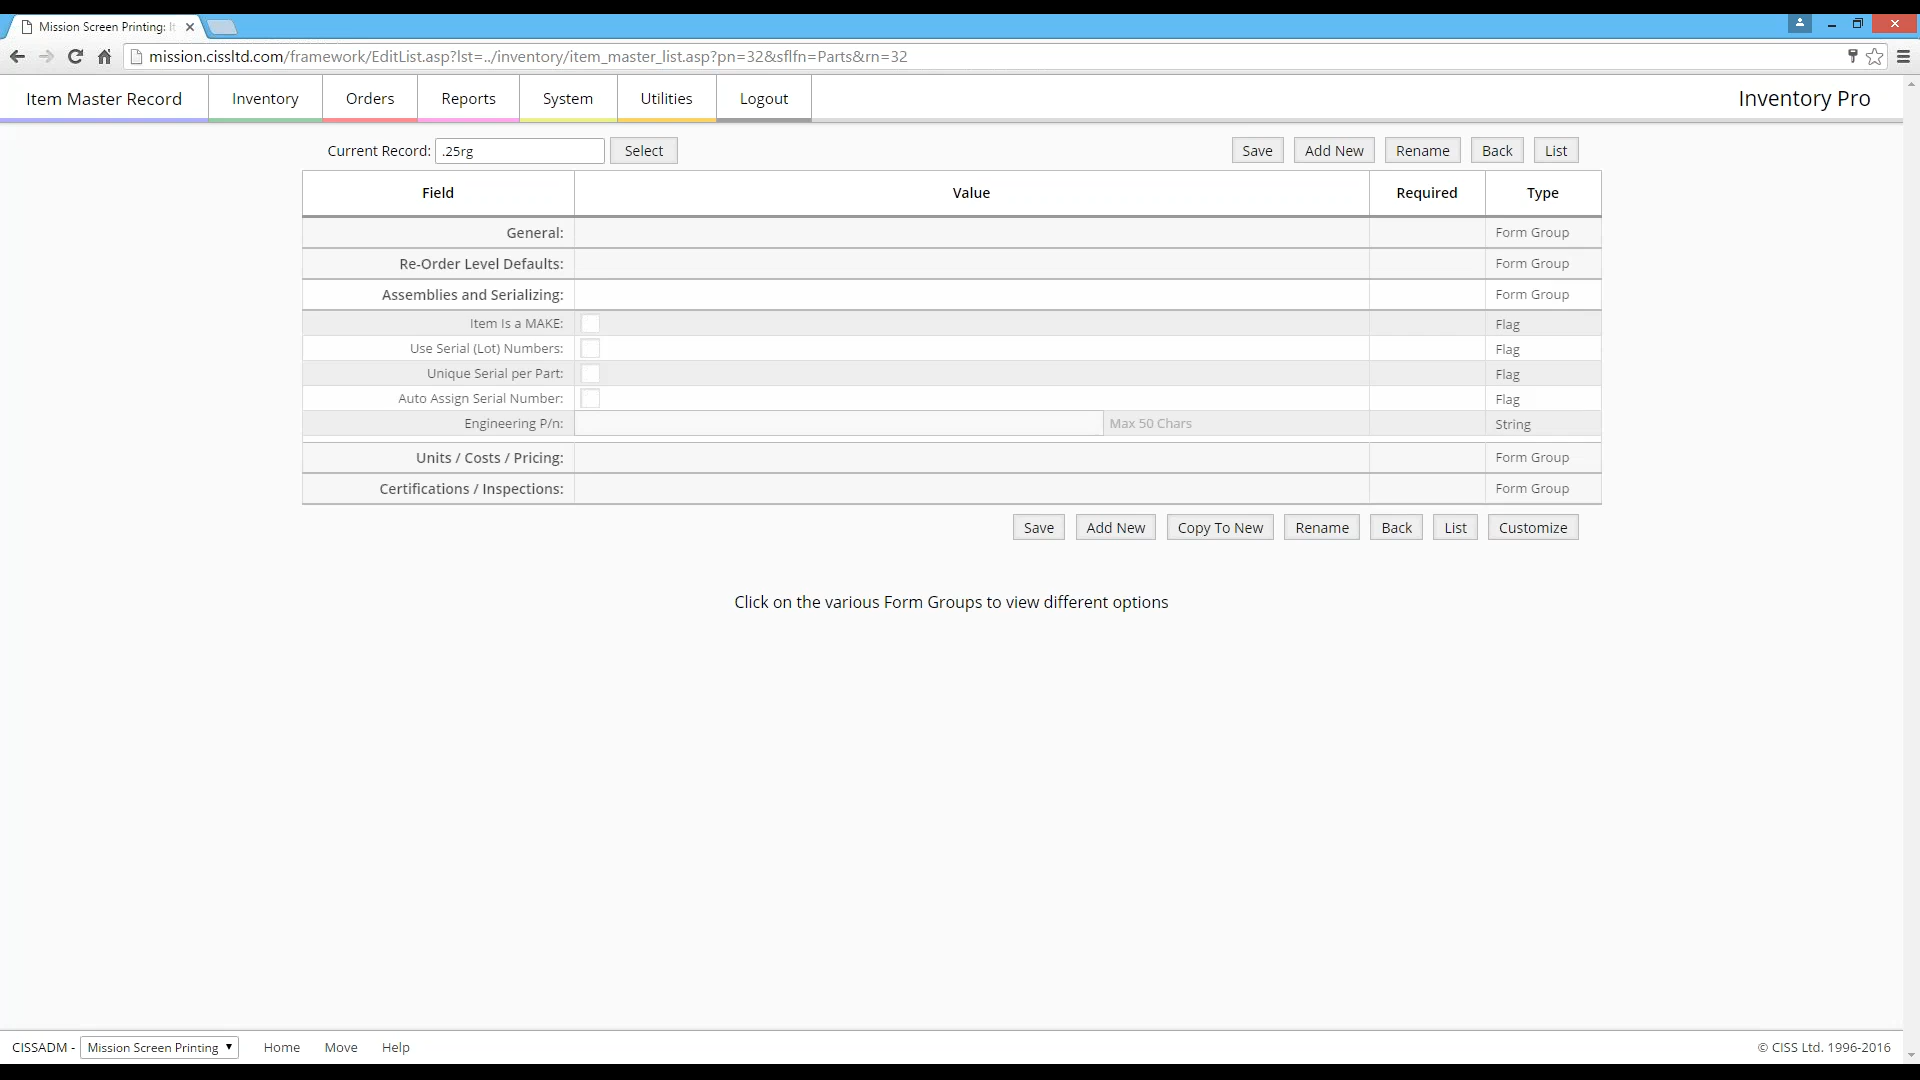 Mission Screen Printing: It
mission.cissltd.com/framework/EditList.asp?lst=../inventory/item_master_list.asp?pn=32&sflfn=Parts&rn=32
Item Master Record Inventory Orders Reports System Utilities Logout Inventory Pro
Current Record: .25rg Select Save Add New Rename Back List
Field Value Required Type
General: Form Group
Re-Order Level Defaults: Form Group
Assemblies and Serializing: Form Group
Item Is a MAKE: Flag
Use Serial (Lot) Numbers: Flag
Unique Serial per Part: Flag
Auto Assign Serial Number: Flag
Engineering P/n: Max 50 Chars String
Units / Costs / Pricing: Form Group
Certifications / Inspections: Form Group
Save Add New Copy To New Rename Back List Customize
Click on the various Form Groups to view different options
CISSADM - Mission Screen Printing Home Move Help © CISS Ltd. 1996-2016